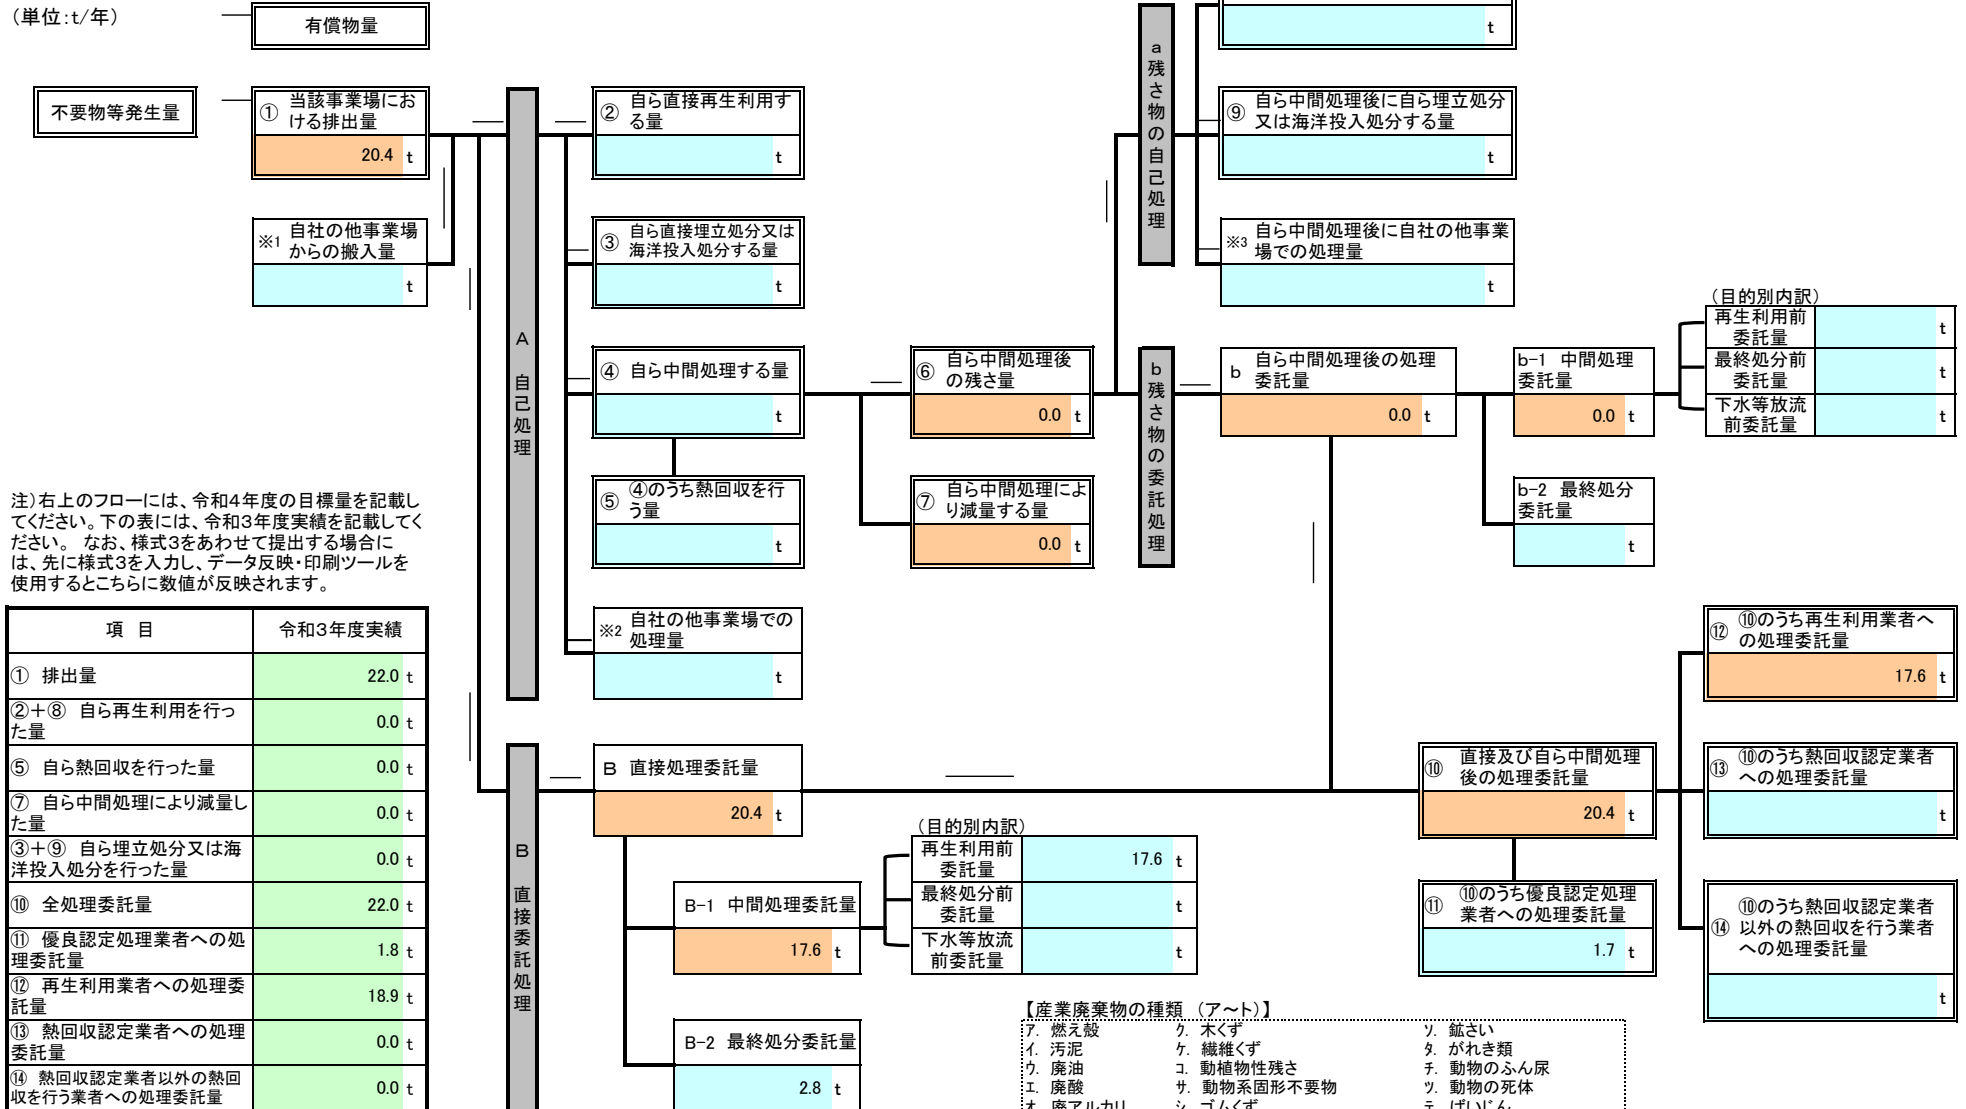 （単位:ｔ/年）
有償物量
不要物等発生量
① 当該事業場にお
ける排出量
20.4 t
※1 自社の他事業場
からの搬入量
t
A 自己処理
② 自ら直接再生利用す
る量
t
③ 自ら直接埋立処分又は
海洋投入処分する量
t
④ 自ら中間処理する量
t
⑤ ④のうち熱回収を行
う量
t
※2 自社の他事業場での
処理量
t
⑥ 自ら中間処理後
の残さ量
0.0 t
⑦ 自ら中間処理によ
り減量する量
0.0 t
a 残さ物の自己処理
t
⑨ 自ら中間処理後に自ら埋立処分
又は海洋投入処分する量
t
※3 自ら中間処理後に自社の他事業
場での処理量
t
b 残さ物の委託処理
b 自ら中間処理後の処理
委託量
0.0 t
b-1 中間処理
委託量
0.0 t
b-2 最終処分
委託量
t
（目的別内訳）
再生利用前
委託量
t
最終処分前
委託量
t
下水等放流
前委託量
t
注）右上のフローには、令和４年度の目標量を記載し
てください。下の表には、令和３年度実績を記載してく
ださい。 なお、様式３をあわせて提出する場合に
は、先に様式３を入力し、データ反映・印刷ツールを
使用するとこちらに数値が反映されます。
項 目 令和３年度実績
① 排出量 22.0 t
②＋⑧ 自ら再生利用を行っ
た量 0.0 t
⑤ 自ら熱回収を行った量 0.0 t
⑦ 自ら中間処理により減量し
た量 0.0 t
③＋⑨ 自ら埋立処分又は海
洋投入処分を行った量 0.0 t
⑩ 全処理委託量 22.0 t
⑪ 優良認定処理業者への処
理委託量 1.8 t
⑫ 再生利用業者への処理委
託量 18.9 t
⑬ 熱回収認定業者への処理
委託量 0.0 t
⑭ 熱回収認定業者以外の熱回
収を行う業者への処理委託量 0.0 t
B 直接委託処理
B 直接処理委託量
20.4 t
B-1 中間処理委託量
17.6 t
B-2 最終処分委託量
2.8 t
（目的別内訳）
再生利用前
委託量
17.6 t
最終処分前
委託量
t
下水等放流
前委託量
t
⑩ 直接及び自ら中間処理
後の処理委託量
20.4 t
⑪ ⑩のうち優良認定処理
業者への処理委託量
1.7 t
⑫ ⑩のうち再生利用業者へ
の処理委託量
17.6 t
⑬ ⑩のうち熱回収認定業者
への処理委託量
t
⑭ ⑩のうち熱回収認定業者
以外の熱回収を行う業者
への処理委託量
t
【産業廃棄物の種類 （ア～ト）】
ｱ. 燃え殻 ｸ. 木くず ｿ. 鉱さい
ｲ. 汚泥 ｹ. 繊維くず ﾀ. がれき類
ｳ. 廃油 ｺ. 動植物性残さ ﾁ. 動物のふん尿
ｴ. 廃酸 ｻ. 動物系固形不要物 ﾂ. 動物の死体
ｵ. 廃アルカリ ｼ. ゴムくず ﾃ. ばいじん